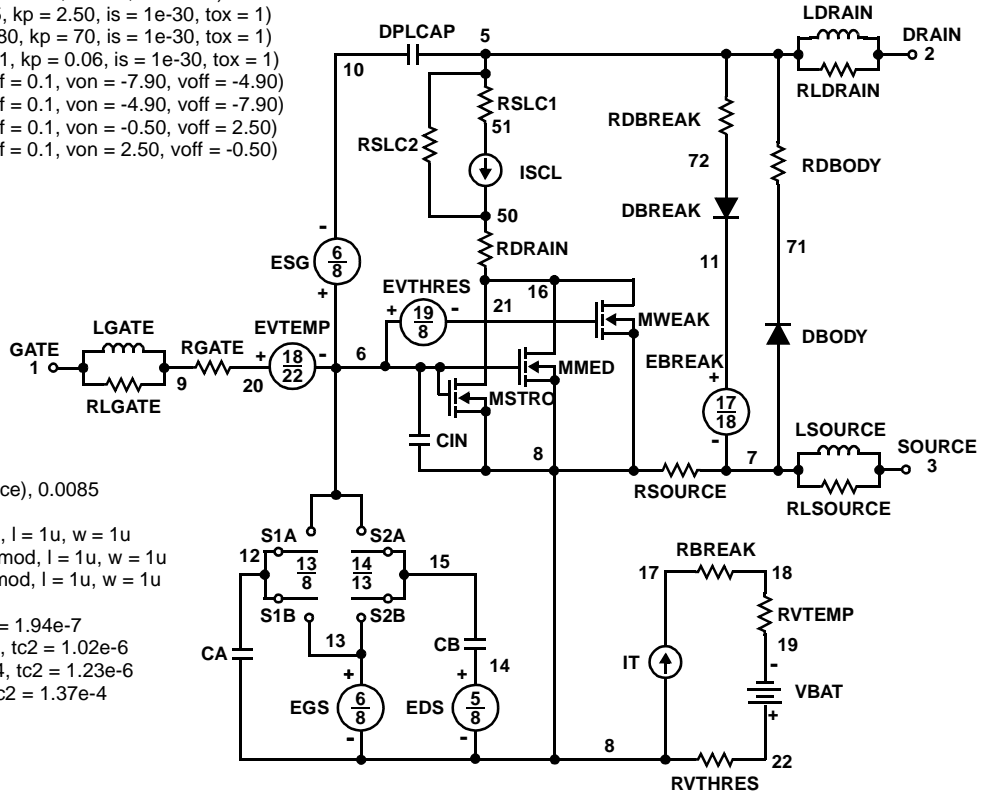 , kp = 2.50, is = 1e-30, tox = 1)
80, kp = 70, is = 1e-30, tox = 1)
1, kp = 0.06, is = 1e-30, tox = 1)
f = 0.1, von = -7.90, voff = -4.90)
f = 0.1, von = -4.90, voff = -7.90)
f = 0.1, von = -0.50, voff = 2.50)
f = 0.1, von = 2.50, voff = -0.50)
LDRAIN
DPLCAP
5
DRAIN
2
10
RLDRAIN
RSLC1
RDBREAK
51
RSLC2
ISCL
72
RDBODY
DBREAK
50
-
RDRAIN
71
ESG
6
8
EVTHRES
11
+
16
+
19
8
-
21
MWEAK
LGATE
EVTEMP
DBODY
GATE
1
RGATE
+
18
22
-
6
EBREAK
MMED
+
9
20
MSTRO
17
18
RLGATE
LSOURCE
CIN
-
SOURCE
8
7
3
RSOURCE
RLSOURCE
ce), 0.0085
, l = 1u, w = 1u
mod, l = 1u, w = 1u
mod, l = 1u, w = 1u
= 1.94e-7
, tc2 = 1.02e-6
4, tc2 = 1.23e-6
c2 = 1.37e-4
S1A
S2A
12
13
8
14
13
15
S1B
S2B
13
CA
CB
+
+
14
EGS
6
8
EDS
5
8
-
-
RBREAK
17
18
RVTEMP
19
IT
-
VBAT
+
8
22
RVTHRES